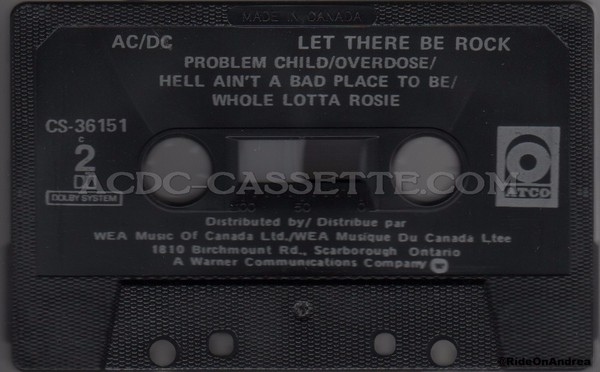 MADE IN CANADA
AC/DC LET THERE BE ROCK
PROBLEM CHILD/OVERDOSE/
HELL AIN'T A BAD PLACE TO BE/
WHOLE LOTTA ROSIE
CS-36151
C
2
DOLBY SYSTEM
ACDC-CASSETTE.COM
ATCO
Distributed by/ Distribue par
WEA Music Of Canada Ltd./WEA Musique Du Canada Ltee
1810 Birchmount Rd., Scarborough Ontario
A Warner Communications Company
©RideOnAndrea